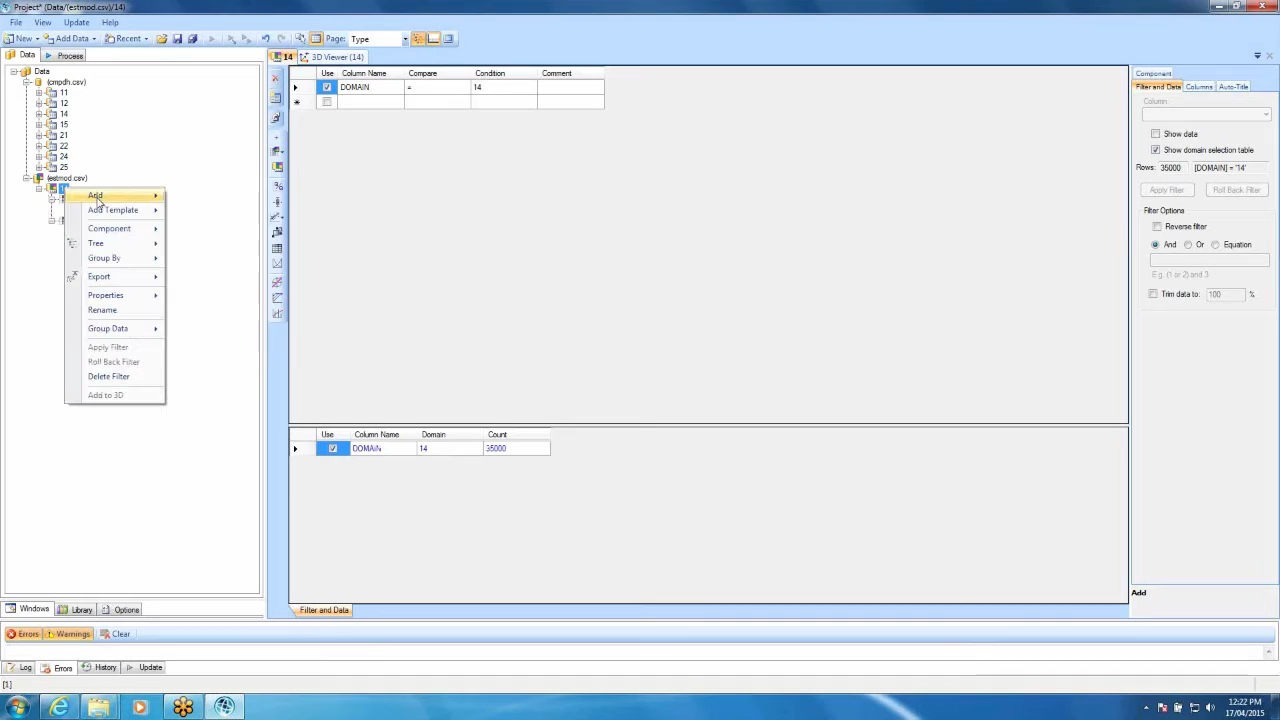 Project* (Data/(estmod.csv)/14)
File View Update Help
New Add Data Recent Page: Type
Data Process 14 3D Viewer (14)
Data
(cmpdh.csv)
11
12
14
15
21
22
24
25
(estmod.csv)
Add
Add Template
Component
Tree
Group By
Export
Properties
Rename
Group Data
Apply Filter
Roll Back Filter
Delete Filter
Add to 3D
Use Column Name Compare Condition Comment
DOMAIN = 14
Use Column Name Domain Count
DOMAIN 14 35000
Filter and Data
Component
Filter and Data Columns Auto-Title
Column:
Show data
Show domain selection table
Rows: 35000 [DOMAIN] = '14'
Apply Filter Roll Back Filter
Filter Options
Reverse filter
And Or Equation
E.g. (1 or 2) and 3
Trim data to: 100 %
Add
Windows Library Options
Errors Warnings Clear
Log Errors History Update
[1]
12:22 PM
17/04/2015